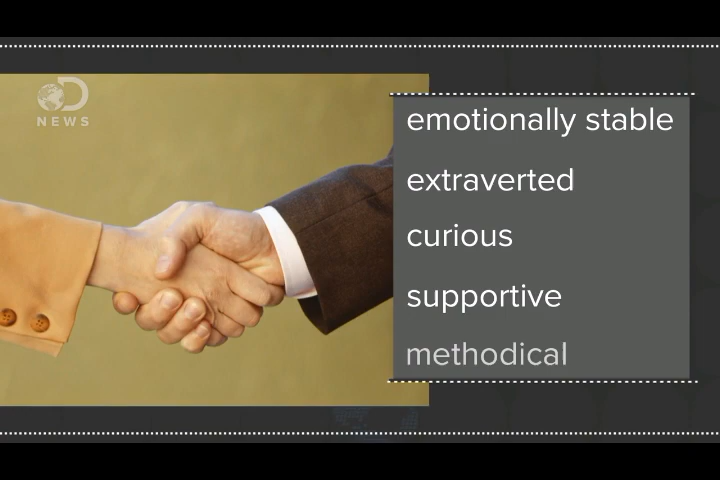 D
NEWS
emotionally stable
extraverted
curious
supportive
methodical